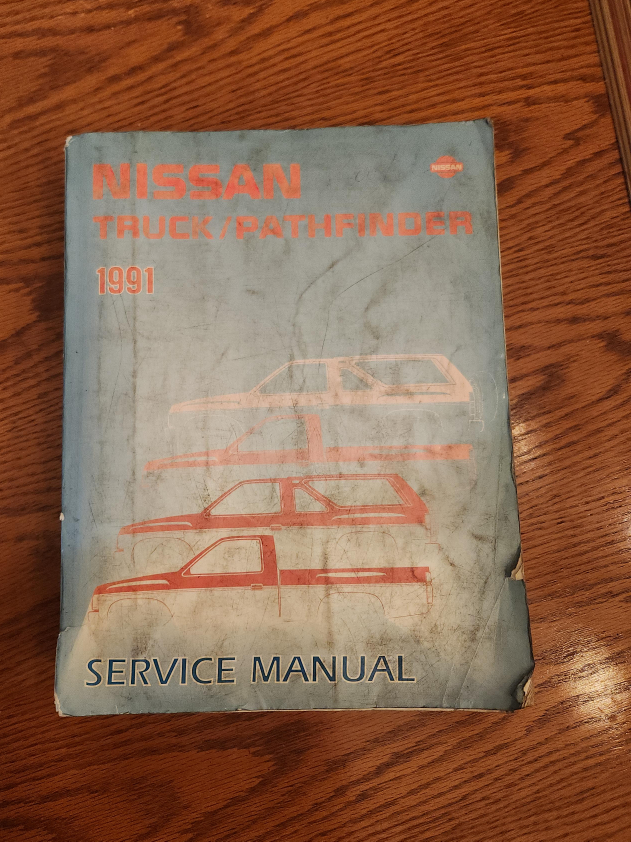 NISSAN
NISSAN
TRUCK/PATHFINDER
1991
SERVICE MANUAL